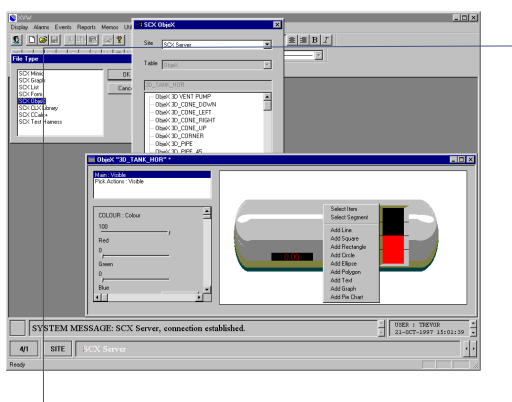 XVW
Display Alarms Events Reports Memos
File Type
SCX Mimic
SCX Graph
SCX List
SCX Form
SCX ObjeX
SCX CLX Library
SCX CCalc+
SCX Test Harness
OK
SCX ObjeX
Site SCX Server
Table ObjeX
3D_TANK_HOR
ObjeX 3D VENT PUMP
ObjeX 3D_CONE_DOWN
ObjeX 3D_CONE_LEFT
ObjeX 3D_CONE_RIGHT
ObjeX 3D_CONE_UP
ObjeX 3D_CORNER
ObjeX 3D_PIPE
ObjeX 3D_PIPE_45
B I
ObjeX "3D_TANK_HOR" *
Main : Visible
Pick Actions : Visible
COLOUR : Colour
100
Red
0
Green
0
Blue
0.00
Select Item
Select Segment
Add Line
Add Square
Add Rectangle
Add Circle
Add Ellipse
Add Polygon
Add Text
Add Graph
Add Pie Chart
SYSTEM MESSAGE: SCX Server, connection established.
USER : TREVOR
21-OCT-1997 15:01:39
4/1 SITE SCX Server
Ready